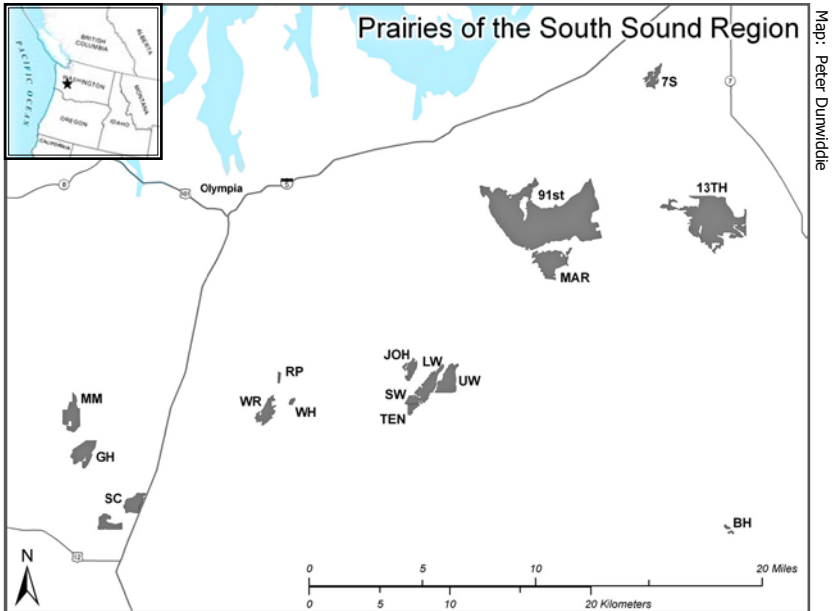 Prairies of the South Sound Region
Map: Peter Dunwiddie
PACIFIC OCEAN
BRITISH
COLUMBIA
ALBERTA
WASHINGTON
MONTANA
OREGON
IDAHO
CALIFORNIA
7S
7
8
101
Olympia
5
91st
13TH
MAR
JOH
LW
UW
SW
TEN
RP
WR
WH
MM
GH
SC
BH
12
N
0 5 10 20 Miles
0 5 10 20 Kilometers